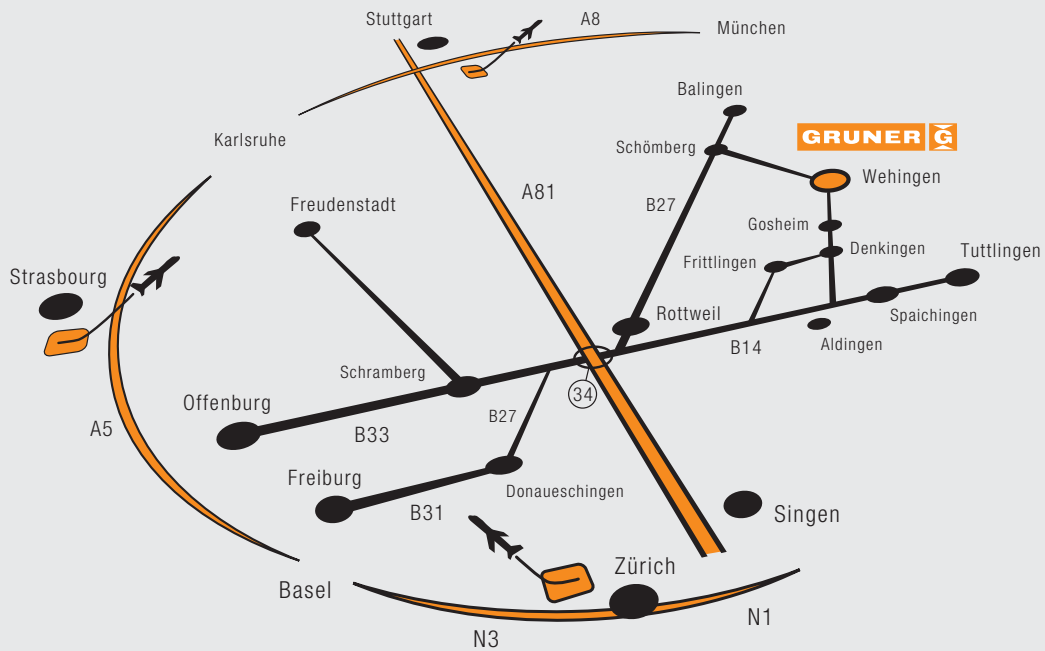 Stuttgart
A8
München
Balingen
Karlsruhe
Schömberg
GRUNER G
Wehingen
A81
Freudenstadt
B27
Gosheim
Denkingen
Tuttlingen
Strasbourg
Frittlingen
Rottweil
Spaichingen
B14
Aldingen
Schramberg
34
Offenburg
A5
B33
B27
Freiburg
Donaueschingen
B31
Singen
Zürich
Basel
N3
N1